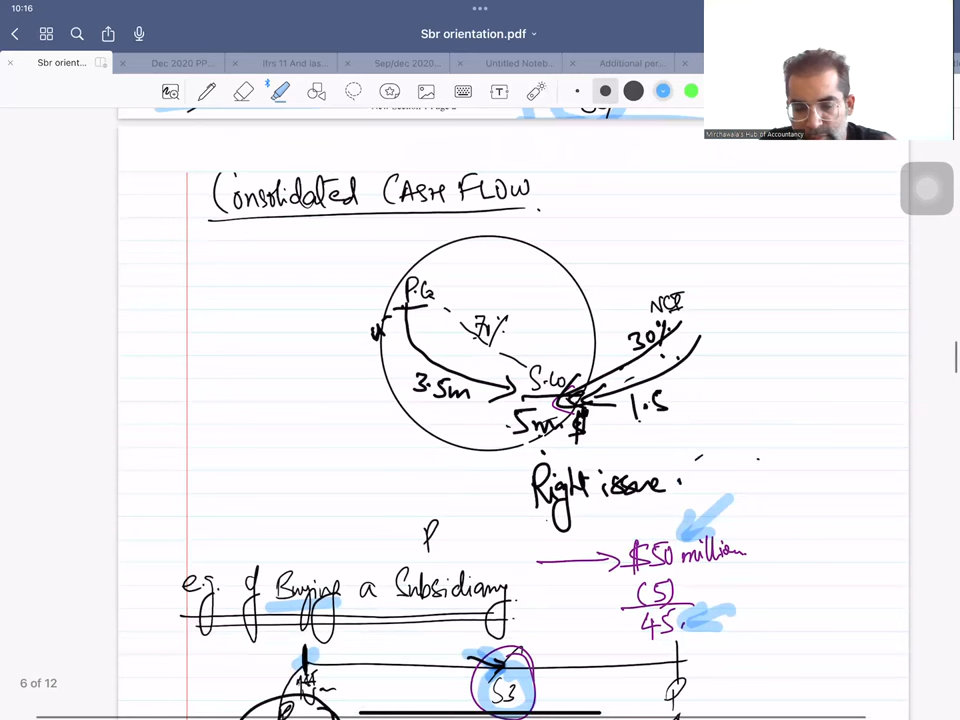 10:16
Sbr orientation.pdf
Sbr orient...
Dec 2020 PP...
Ifrs 11 And ias...
Sep/dec 2020...
Untitled Noteb...
Additional per...
Mirchawala's Hub of Accountancy
Consolidated CASH FLOW
P.Co
70%
NCI
30%
3.5m
S.Co
5m
1.5
Right issue.
P
$50 million
(5)
45
e.g. of Buying a Subsidiary
S3
P
6 of 12